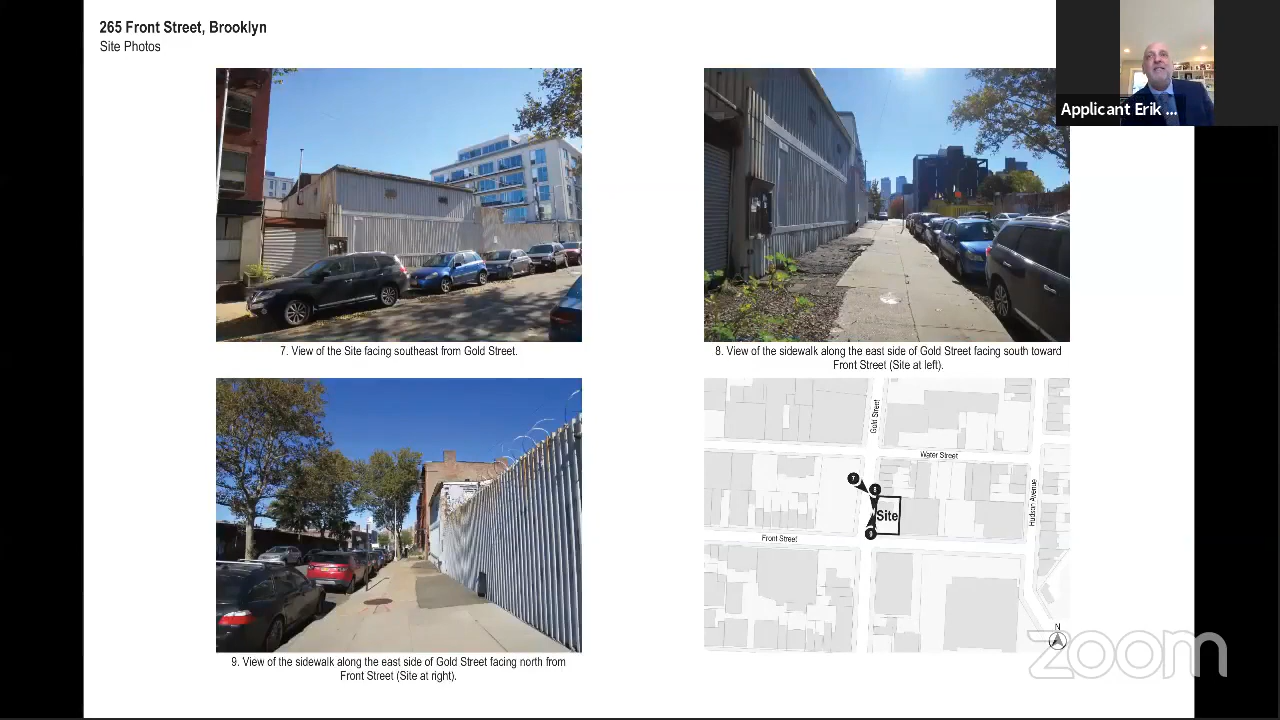 265 Front Street, Brooklyn
Site Photos
Applicant Erik ...
7. View of the Site facing southeast from Gold Street.
8. View of the sidewalk along the east side of Gold Street facing south toward
Front Street (Site at left).
9. View of the sidewalk along the east side of Gold Street facing north from
Front Street (Site at right).
Gold Street
Water Street
Hudson Avenue
7
8
Site
9
Front Street
N
zoom